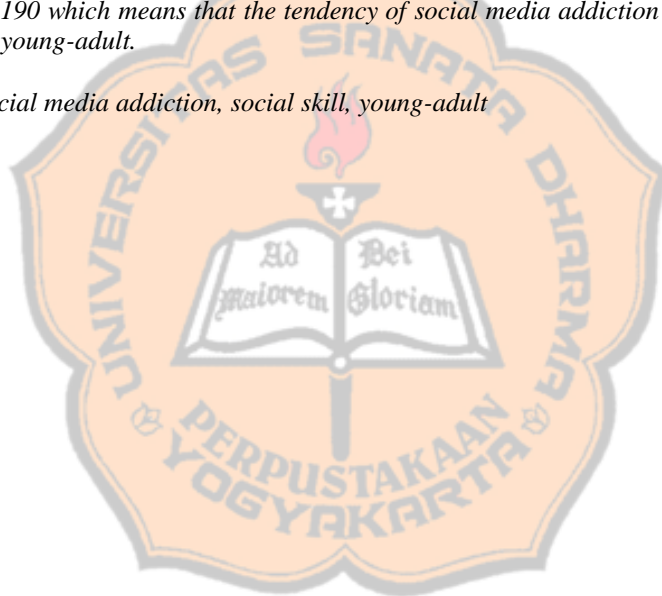 190 which means that the tendency of social media addiction
young-adult.
cial media addiction, social skill, young-adult
UNIVERSITAS SANATA DHARMA
Ad
Maiorem
Dei
Gloriam
PERPUSTAKAAN
YOGYAKARTA